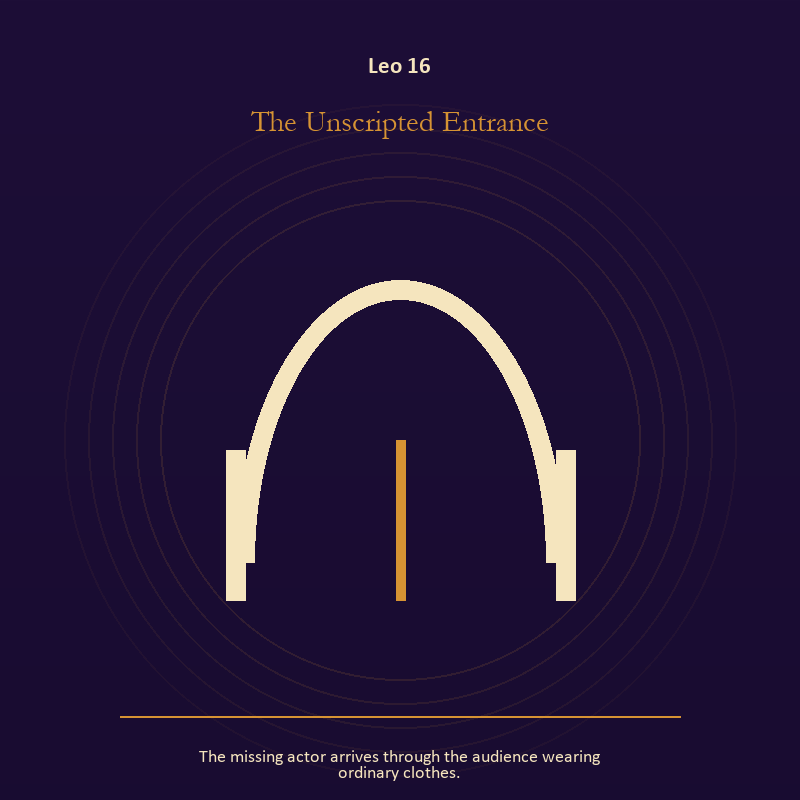 Leo 16
The Unscripted Entrance
The missing actor arrives through the audience wearing
ordinary clothes.